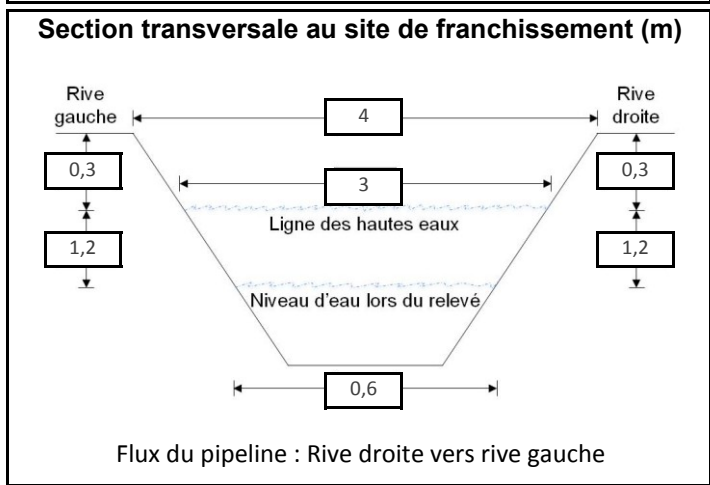 Section transversale au site de franchissement (m)
Rive
gauche
4
Rive
droite
0,3
3
0,3
Ligne des hautes eaux
1,2
1,2
Niveau d'eau lors du relevé
0,6
Flux du pipeline : Rive droite vers rive gauche